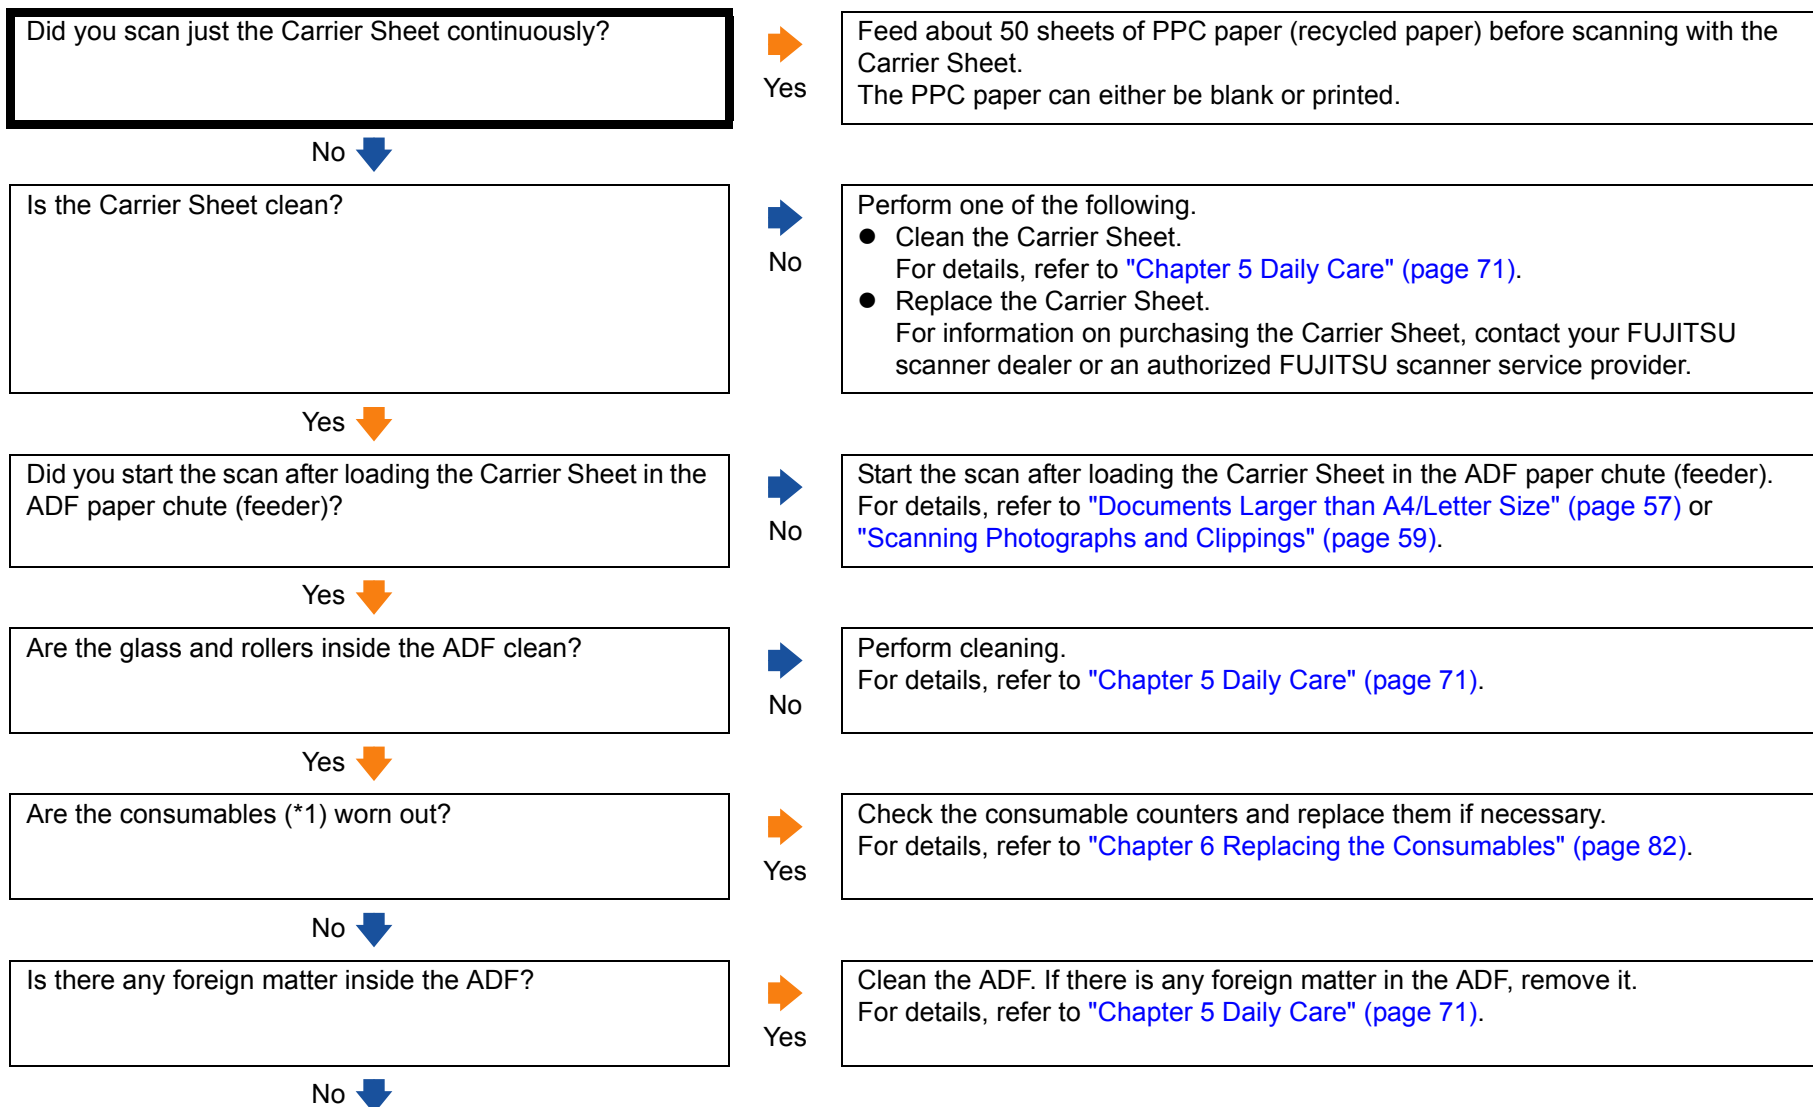 Did you scan just the Carrier Sheet continuously?
Yes
Feed about 50 sheets of PPC paper (recycled paper) before scanning with the
Carrier Sheet.
The PPC paper can either be blank or printed.
No
Is the Carrier Sheet clean?
No
Perform one of the following.
● Clean the Carrier Sheet.
For details, refer to "Chapter 5 Daily Care" (page 71).
● Replace the Carrier Sheet.
For information on purchasing the Carrier Sheet, contact your FUJITSU
scanner dealer or an authorized FUJITSU scanner service provider.
Yes
Did you start the scan after loading the Carrier Sheet in the
ADF paper chute (feeder)?
No
Start the scan after loading the Carrier Sheet in the ADF paper chute (feeder).
For details, refer to "Documents Larger than A4/Letter Size" (page 57) or
"Scanning Photographs and Clippings" (page 59).
Yes
Are the glass and rollers inside the ADF clean?
No
Perform cleaning.
For details, refer to "Chapter 5 Daily Care" (page 71).
Yes
Are the consumables (*1) worn out?
Yes
Check the consumable counters and replace them if necessary.
For details, refer to "Chapter 6 Replacing the Consumables" (page 82).
No
Is there any foreign matter inside the ADF?
Yes
Clean the ADF. If there is any foreign matter in the ADF, remove it.
For details, refer to "Chapter 5 Daily Care" (page 71).
No